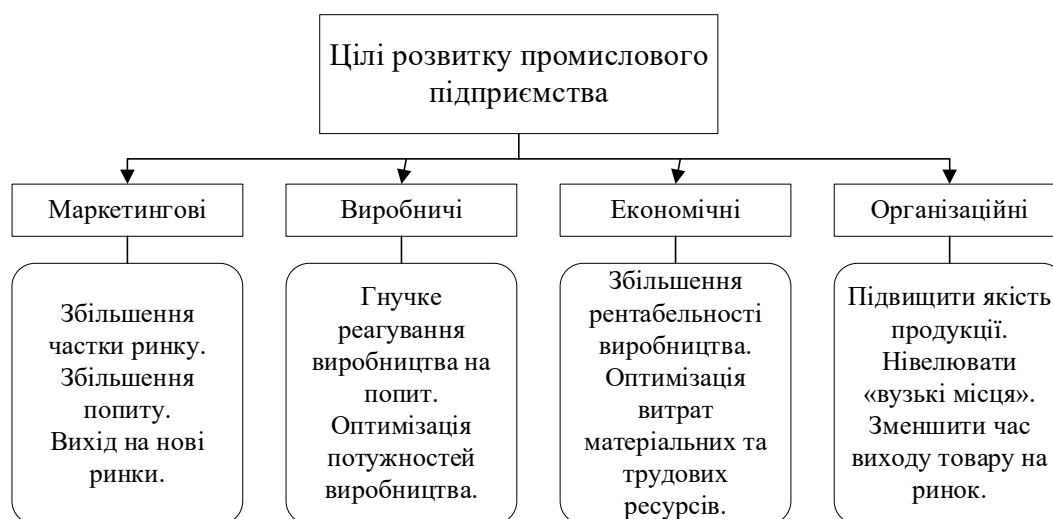 Цілі розвитку промислового
підприємства
Маркетингові
Виробничі
Економічні
Організаційні
Збільшення
частки ринку.
Збільшення
попиту.
Вихід на нові
ринки.
Гнучке
реагування
виробництва на
попит.
Оптимізація
потужностей
виробництва.
Збільшення
рентабельності
виробництва.
Оптимізація
витрат
матеріальних та
трудових
ресурсів.
Підвищити якість
продукції.
Нівелювати
«вузькі місця».
Зменшити час
виходу товару на
ринок.